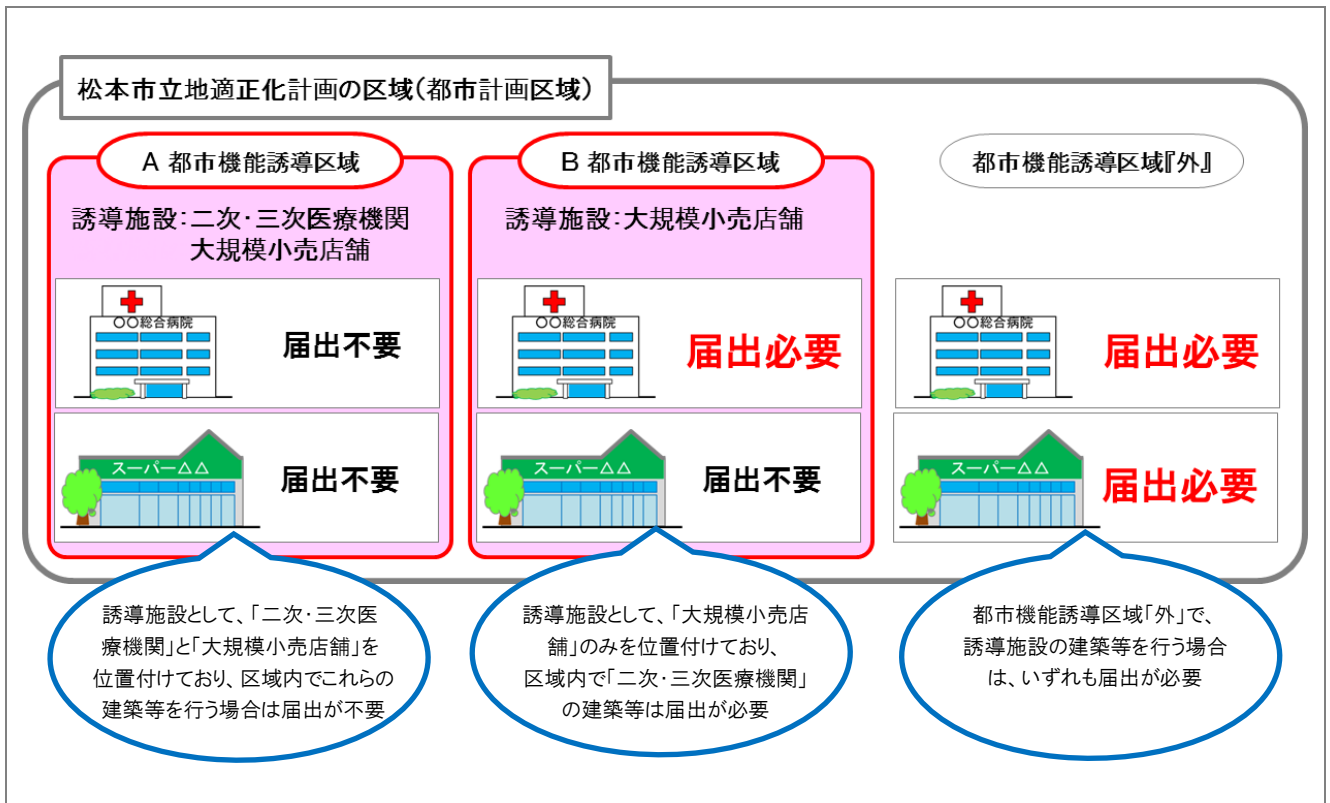 松本市立地適正化計画の区域(都市計画区域)
A 都市機能誘導区域
誘導施設:二次・三次医療機関
大規模小売店舗
〇〇総合病院
届出不要
スーパー△△
届出不要
誘導施設として、「二次・三次医
療機関」と「大規模小売店舗」を
位置付けており、区域内でこれらの
建築等を行う場合は届出が不要
B 都市機能誘導区域
誘導施設:大規模小売店舗
〇〇総合病院
届出必要
スーパー△△
届出不要
誘導施設として、「大規模小売店
舗」のみを位置付けており、
区域内で「二次・三次医療機関」
の建築等は届出が必要
都市機能誘導区域『外』
〇〇総合病院
届出必要
スーパー△△
届出必要
都市機能誘導区域「外」で、
誘導施設の建築等を行う場合
は、いずれも届出が必要